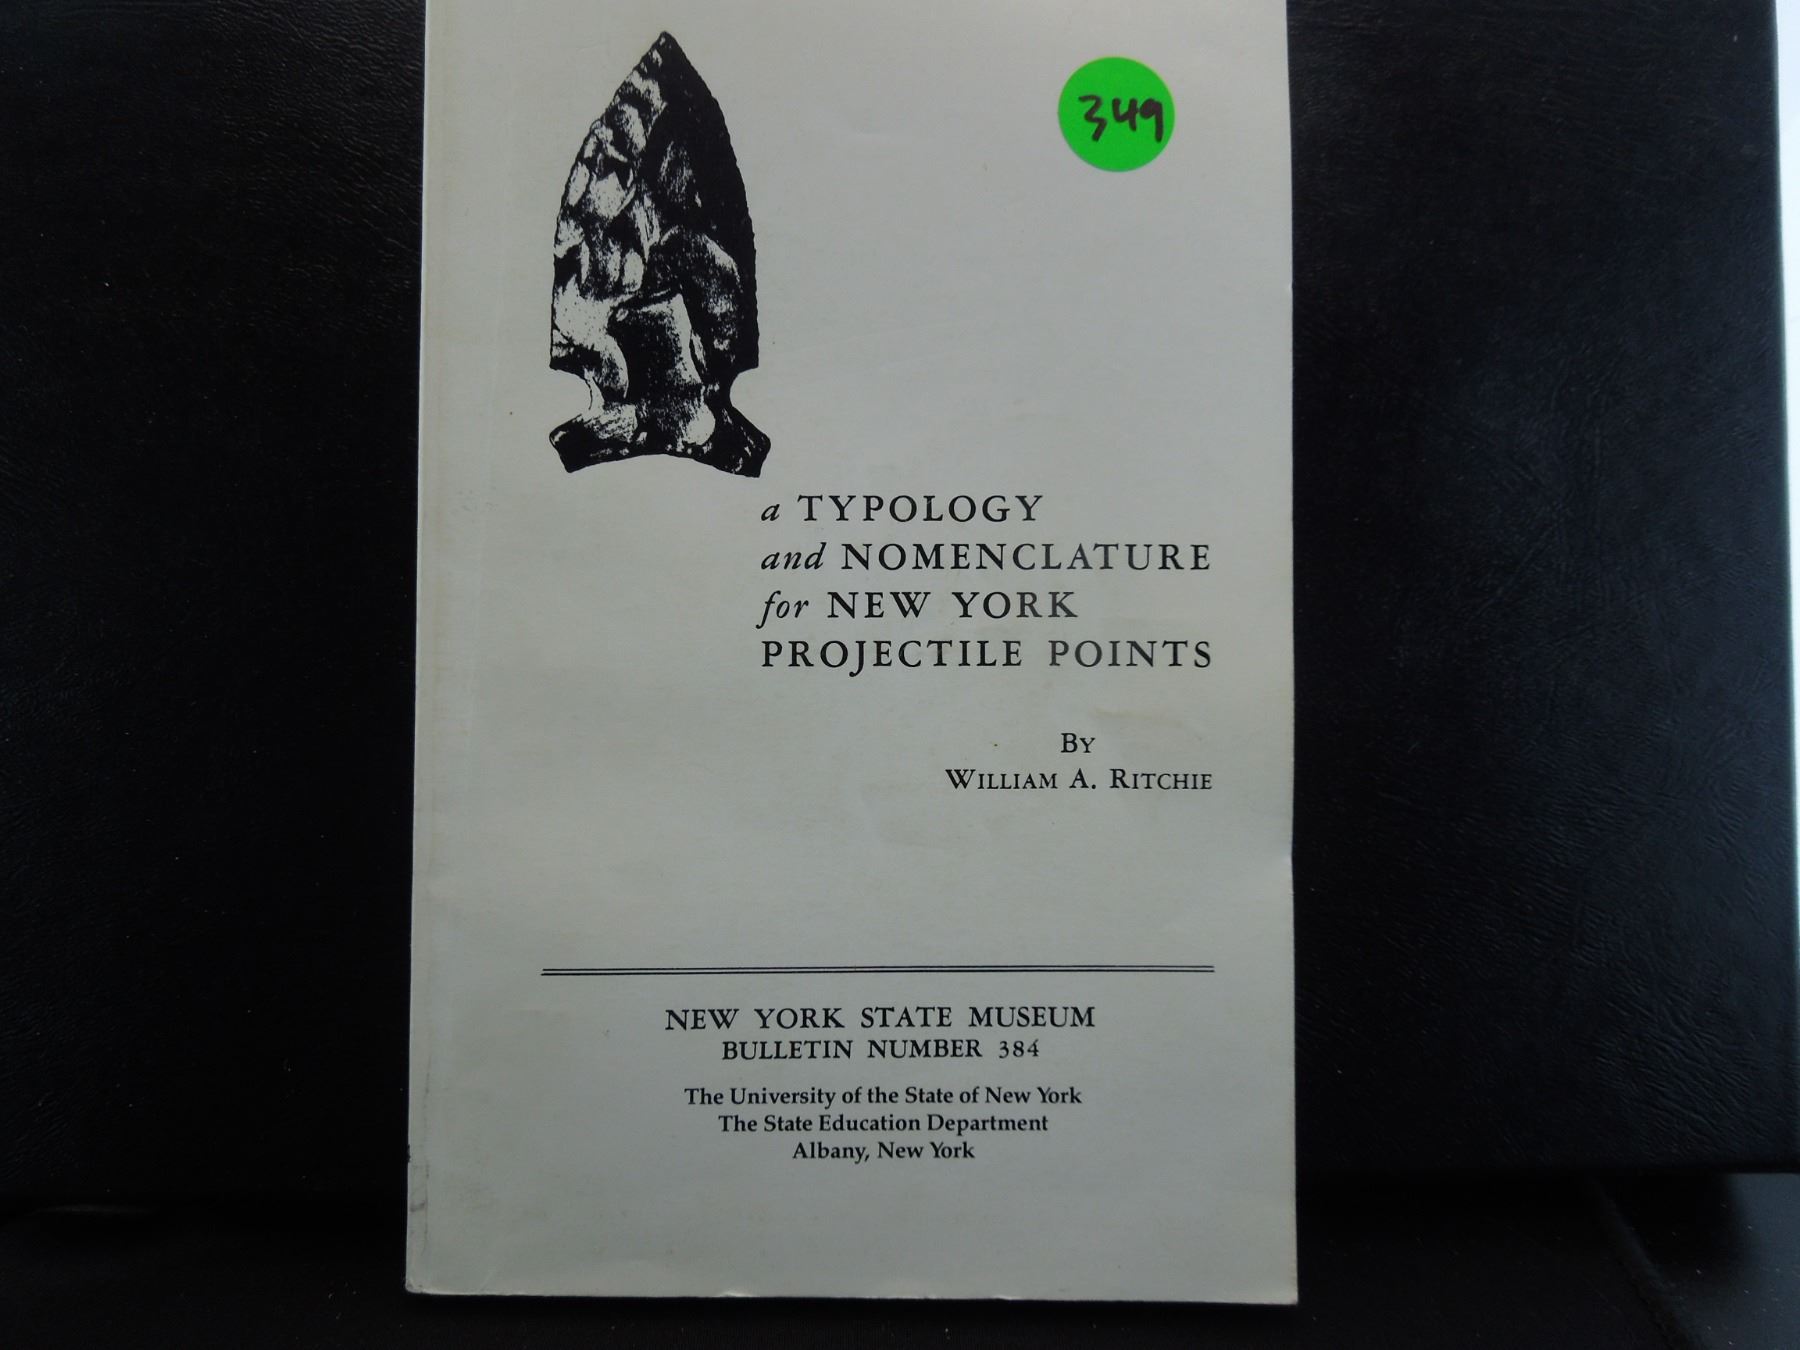 349
a TYPOLOGY
and NOMENCLATURE
for NEW YORK
PROJECTILE POINTS
BY
WILLIAM A. RITCHIE
NEW YORK STATE MUSEUM
BULLETIN NUMBER 384
The University of the State of New York
The State Education Department
Albany, New York